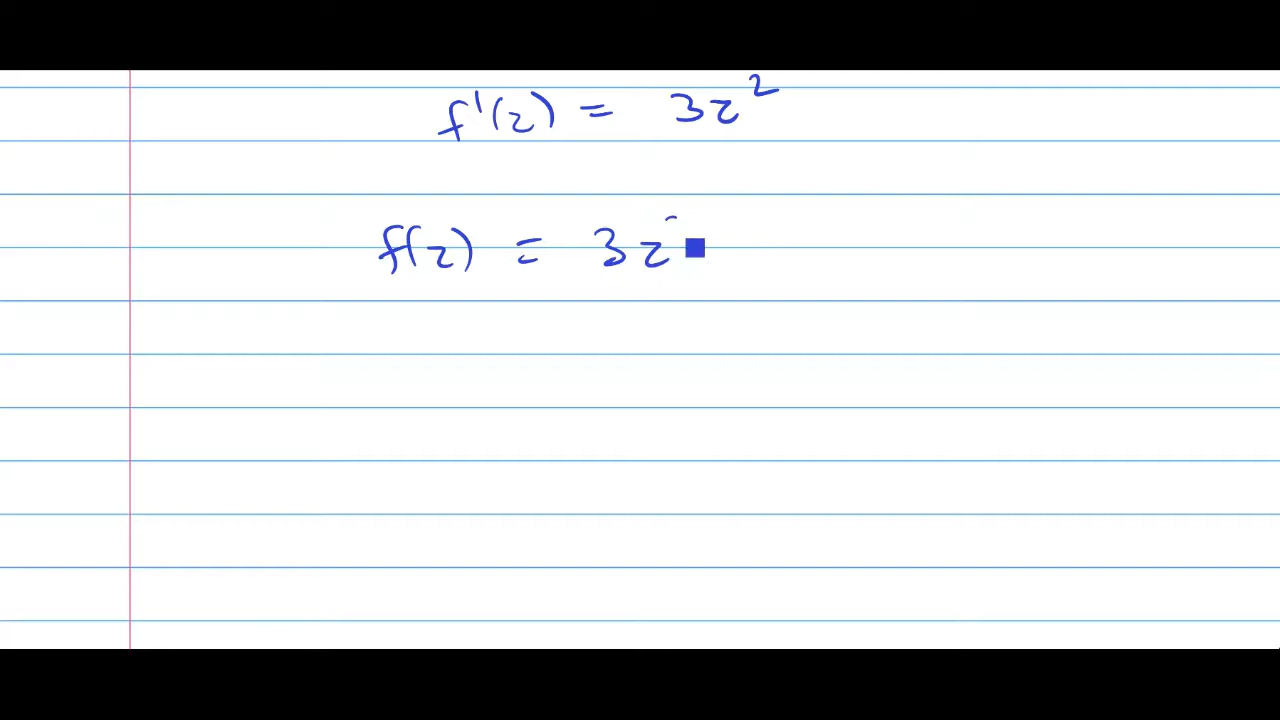 f'(z) = 3z²
f(z) = 3z